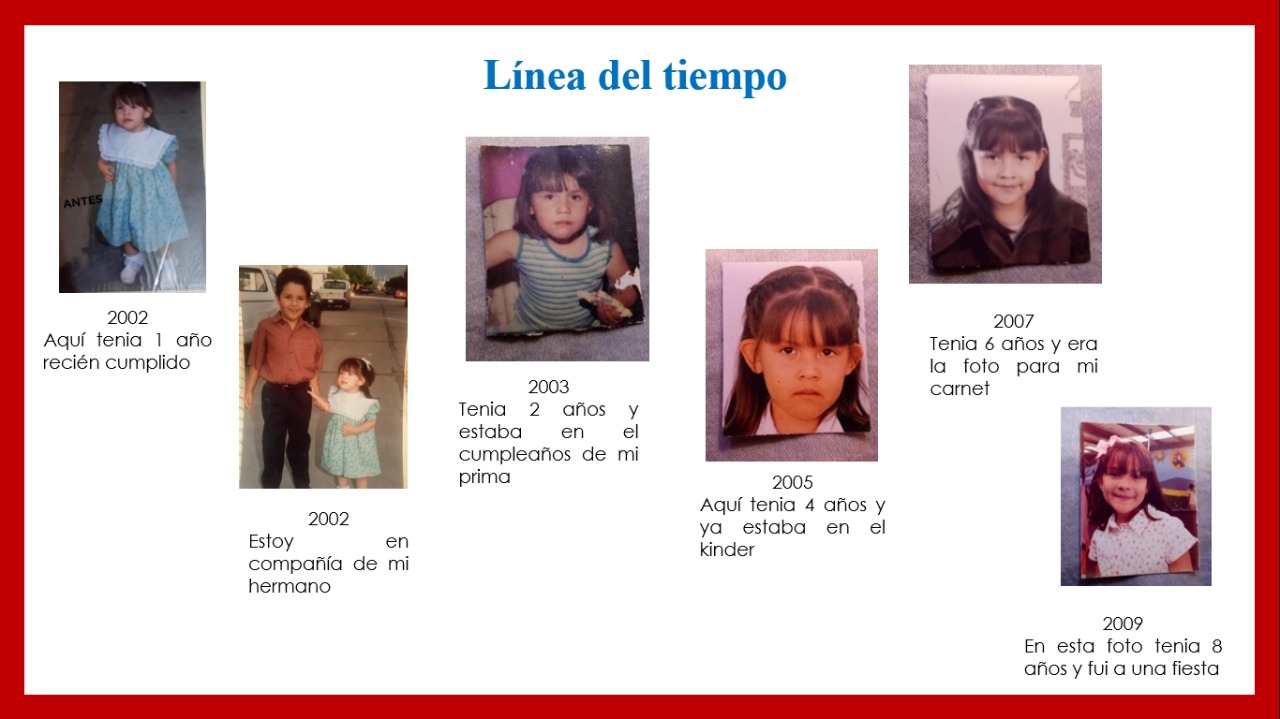 Línea del tiempo
ANTES
2002
Aquí tenia 1 año
recién cumplido
2002
Estoy en
compañía de mi
hermano
2003
Tenia 2 años y
estaba en el
cumpleaños de mi
prima
2005
Aquí tenia 4 años y
ya estaba en el
kinder
2007
Tenia 6 años y era
la foto para mi
carnet
2009
En esta foto tenia 8
años y fui a una fiesta